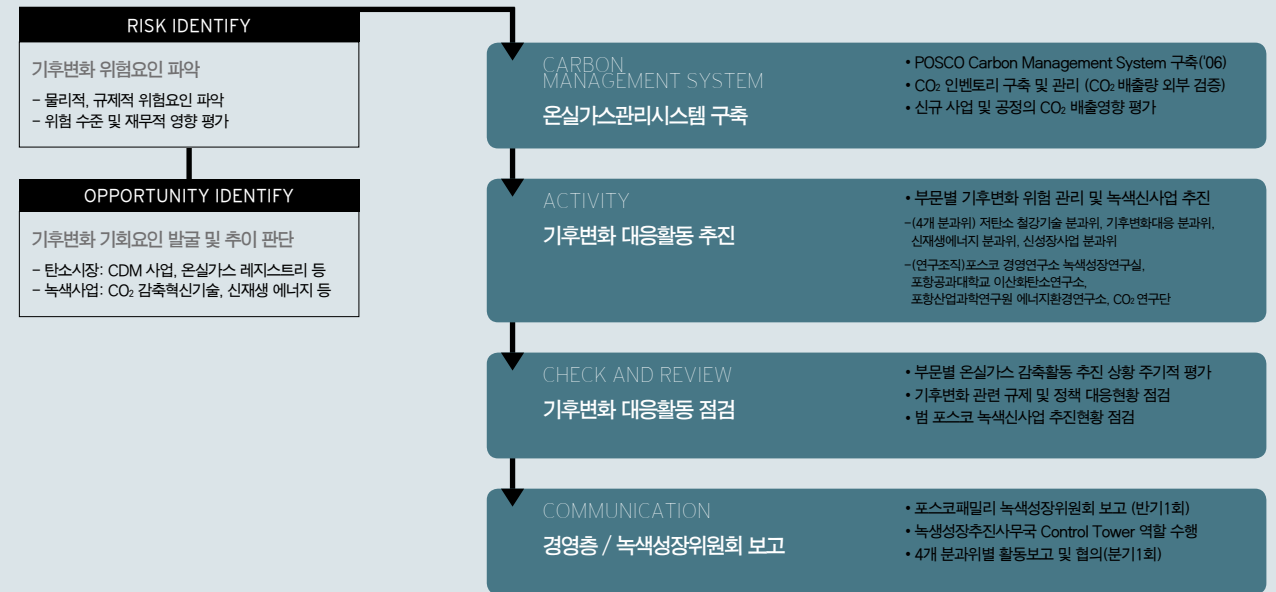 RISK IDENTIFY
기후변화 위험요인 파악
- 물리적, 규제적 위험요인 파악
- 위험 수준 및 재무적 영향 평가
OPPORTUNITY IDENTIFY
기후변화 기회요인 발굴 및 추이 판단
- 탄소시장: CDM 사업, 온실가스 레지스트리 등
- 녹색사업: CO₂ 감축혁신기술, 신재생 에너지 등
CARBON
MANAGEMENT SYSTEM
온실가스관리시스템 구축
• POSCO Carbon Management System 구축('06)
• CO₂ 인벤토리 구축 및 관리 (CO₂ 배출량 외부 검증)
• 신규 사업 및 공정의 CO₂ 배출영향 평가
ACTIVITY
기후변화 대응활동 추진
• 부문별 기후변화 위험 관리 및 녹색신사업 추진
-(4개 분과위) 저탄소 철강기술 분과위, 기후변화대응 분과위,
신재생에너지 분과위, 신성장사업 분과위
-(연구조직)포스코 경영연구소 녹색성장연구실,
포항공과대학교 이산화탄소연구소,
포항산업과학연구원 에너지환경연구소, CO₂ 연구단
CHECK AND REVIEW
기후변화 대응활동 점검
• 부문별 온실가스 감축활동 추진 상황 주기적 평가
• 기후변화 관련 규제 및 정책 대응현황 점검
• 범 포스코 녹색신사업 추진현황 점검
COMMUNICATION
경영층 / 녹색성장위원회 보고
• 포스코패밀리 녹색성장위원회 보고 (반기1회)
• 녹생성장추진사무국 Control Tower 역할 수행
• 4개 분과위별 활동보고 및 협의(분기1회)